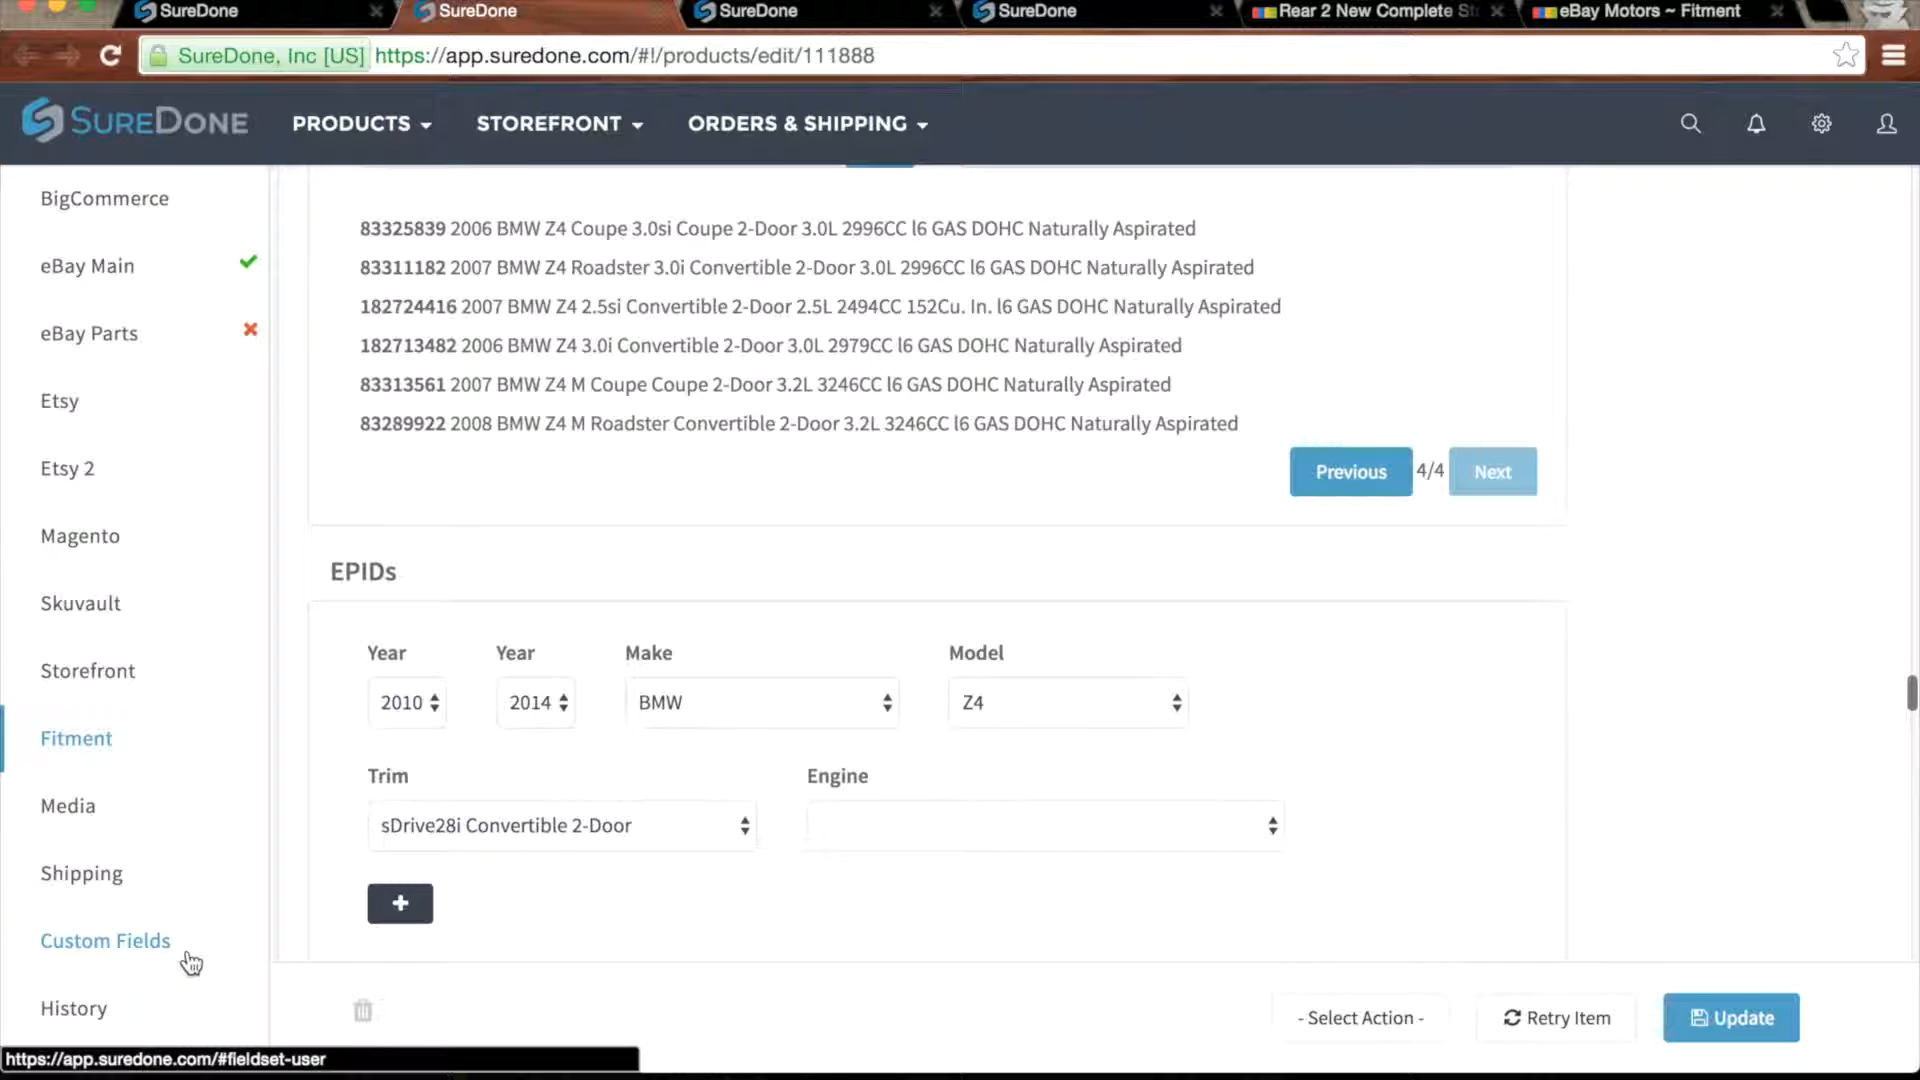 SureDone
SureDone
SureDone
SureDone
Rear 2 New Complete St
eBay Motors ~ Fitment
SureDone, Inc [US] https://app.suredone.com/#!/products/edit/111888
SUREDONE
PRODUCTS
STOREFRONT
ORDERS & SHIPPING
BigCommerce
eBay Main
eBay Parts
Etsy
Etsy 2
Magento
Skuvault
Storefront
Fitment
Media
Shipping
Custom Fields
History
83325839 2006 BMW Z4 Coupe 3.0si Coupe 2-Door 3.0L 2996CC l6 GAS DOHC Naturally Aspirated
83311182 2007 BMW Z4 Roadster 3.0i Convertible 2-Door 3.0L 2996CC l6 GAS DOHC Naturally Aspirated
182724416 2007 BMW Z4 2.5si Convertible 2-Door 2.5L 2494CC 152Cu. In. l6 GAS DOHC Naturally Aspirated
182713482 2006 BMW Z4 3.0i Convertible 2-Door 3.0L 2979CC l6 GAS DOHC Naturally Aspirated
83313561 2007 BMW Z4 M Coupe Coupe 2-Door 3.2L 3246CC l6 GAS DOHC Naturally Aspirated
83289922 2008 BMW Z4 M Roadster Convertible 2-Door 3.2L 3246CC l6 GAS DOHC Naturally Aspirated
Previous 4/4 Next
EPIDs
Year Year Make Model
2010 2014 BMW Z4
Trim Engine
sDrive28i Convertible 2-Door
- Select Action - Retry Item Update
https://app.suredone.com/#fieldset-user